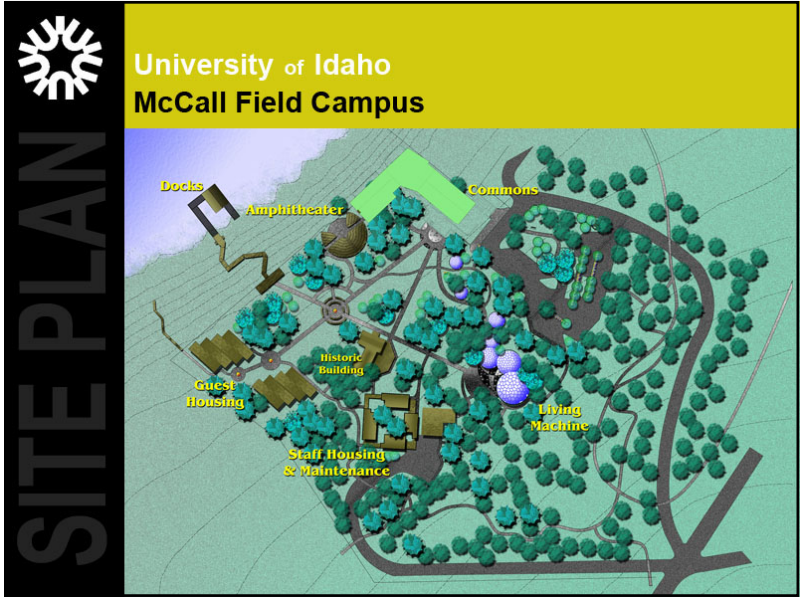 University of Idaho
McCall Field Campus
SITE PLAN
Docks
Amphitheater
Commons
Historic
Building
Guest
Housing
Living
Machine
Staff Housing
& Maintenance